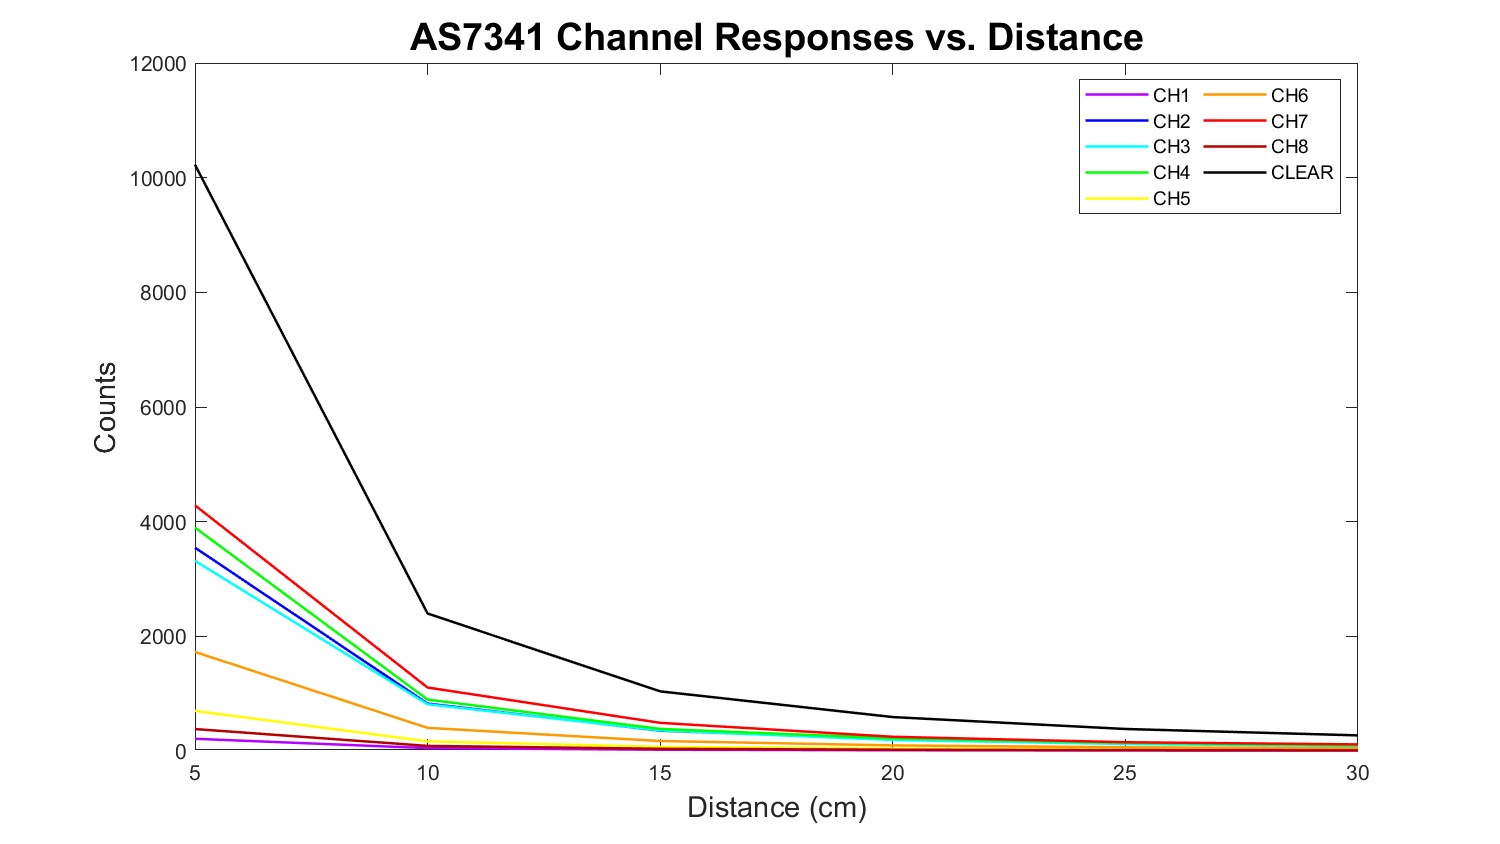 AS7341 Channel Responses vs. Distance
12000
10000
8000
6000
4000
2000
0
Counts
CH1 CH6
CH2 CH7
CH3 CH8
CH4 CLEAR
CH5
5 10 15 20 25 30
Distance (cm)